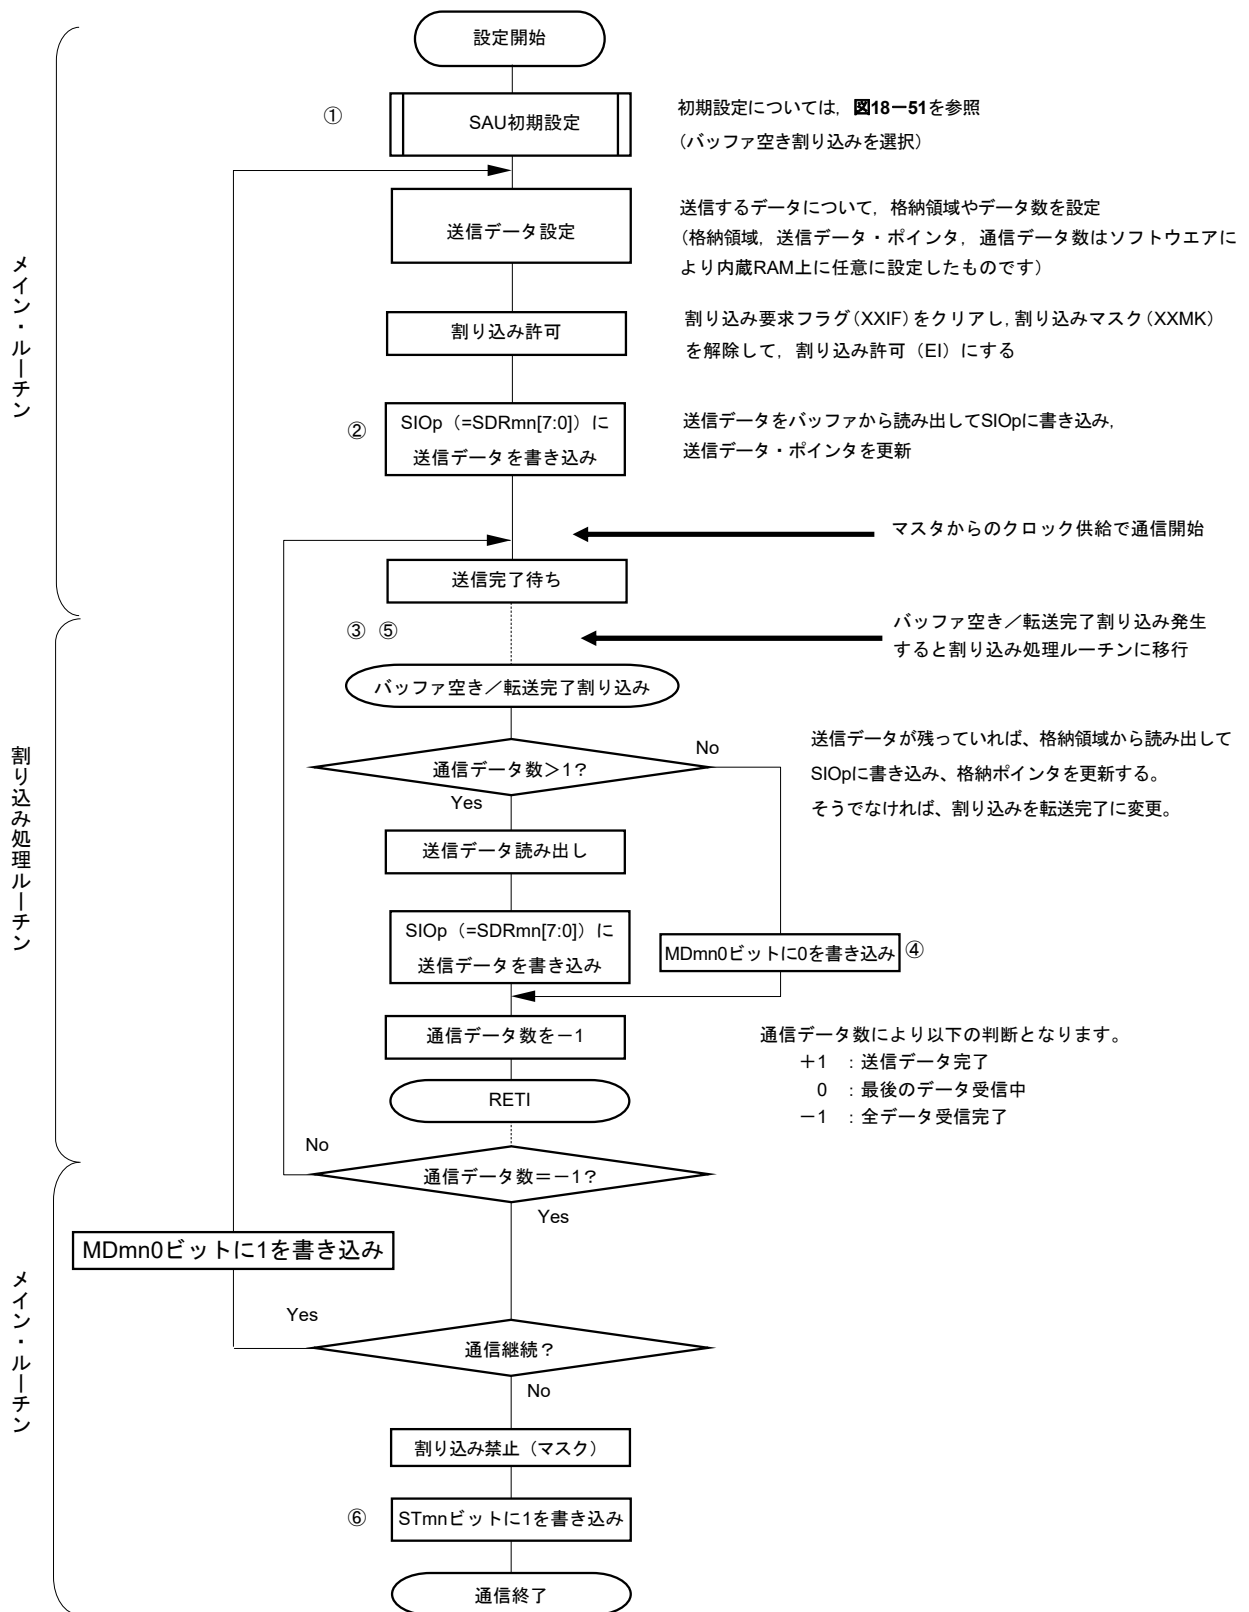 設定開始
①
SAU初期設定
初期設定については，図18－51を参照
（バッファ空き割り込みを選択）
送信データ設定
送信するデータについて，格納領域やデータ数を設定
（格納領域，送信データ・ポインタ，通信データ数はソフトウエアに
より内蔵RAM上に任意に設定したものです）
メイン・ルーチン
割り込み許可
割り込み要求フラグ（XXIF）をクリアし，割り込みマスク（XXMK）
を解除して，割り込み許可（EI）にする
②
SIOp（=SDRmn[7:0]）に
送信データを書き込み
送信データをバッファから読み出してSIOpに書き込み，
送信データ・ポインタを更新
マスタからのクロック供給で通信開始
送信完了待ち
③ ⑤
バッファ空き／転送完了割り込み発生
すると割り込み処理ルーチンに移行
バッファ空き／転送完了割り込み
割り込み処理ルーチン
通信データ数＞1？
No
Yes
送信データが残っていれば、格納領域から読み出して
SIOpに書き込み、格納ポインタを更新する。
そうでなければ、割り込みを転送完了に変更。
送信データ読み出し
SIOp（=SDRmn[7:0]）に
送信データを書き込み
MDmn0ビットに0を書き込み
④
通信データ数を－1
通信データ数により以下の判断となります。
＋1 ：送信データ完了
0 ：最後のデータ受信中
－1 ：全データ受信完了
RETI
No
通信データ数＝－1？
Yes
MDmn0ビットに1を書き込み
メイン・ルーチン
Yes
通信継続？
No
割り込み禁止（マスク）
⑥
STmnビットに1を書き込み
通信終了